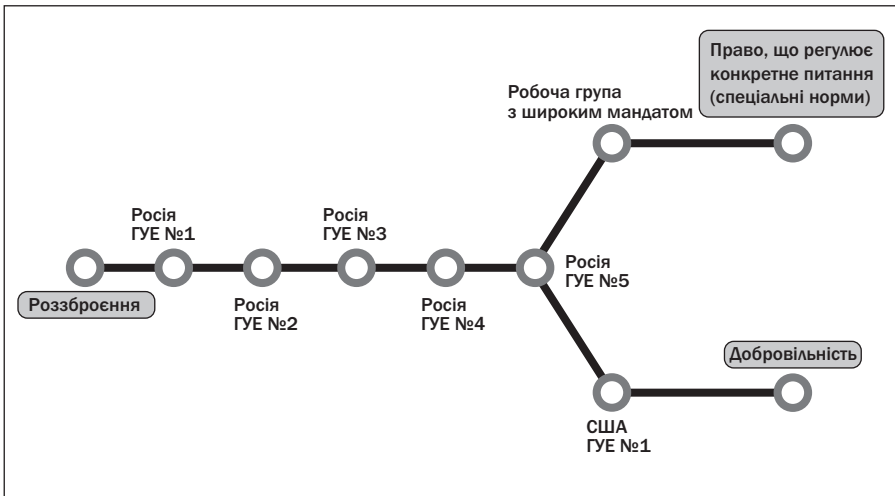 Право, що регулює
конкретне питання
(спеціальні норми)
Робоча група
з широким мандатом
Росія
ГУЕ №1
Росія
ГУЕ №3
Росія
ГУЕ №5
Роззброєння
Росія
ГУЕ №2
Росія
ГУЕ №4
Добровільність
США
ГУЕ №1